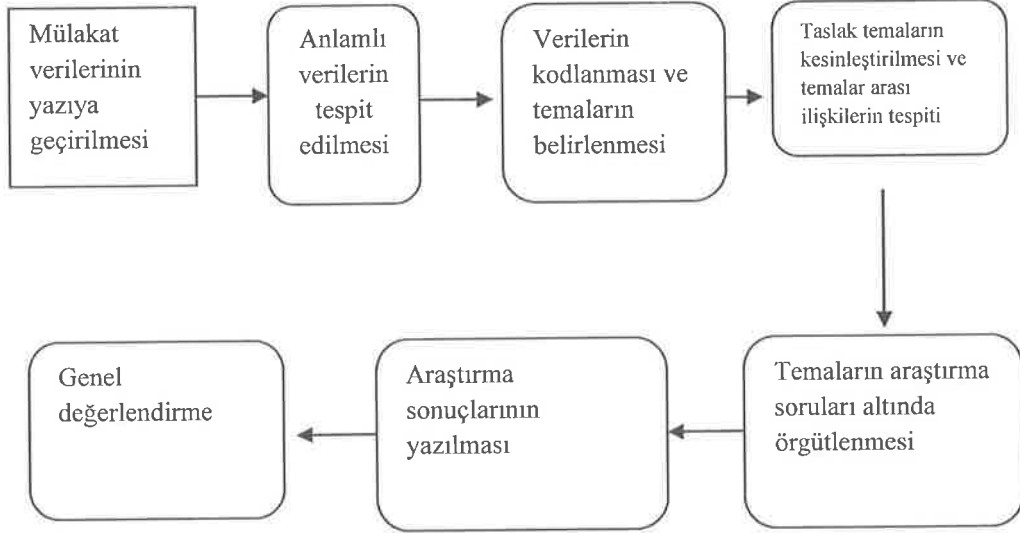 Mülakat
verilerinin
yazıya
geçirilmesi
Anlamlı
verilerin
tespit
edilmesi
Verilerin
kodlanması ve
temaların
belirlenmesi
Taslak temaların
kesinleştirilmesi ve
temalar arası
ilişkilerin tespiti
Temaların araştırma
soruları altında
örgütlenmesi
Araştırma
sonuçlarının
yazılması
Genel
değerlendirme